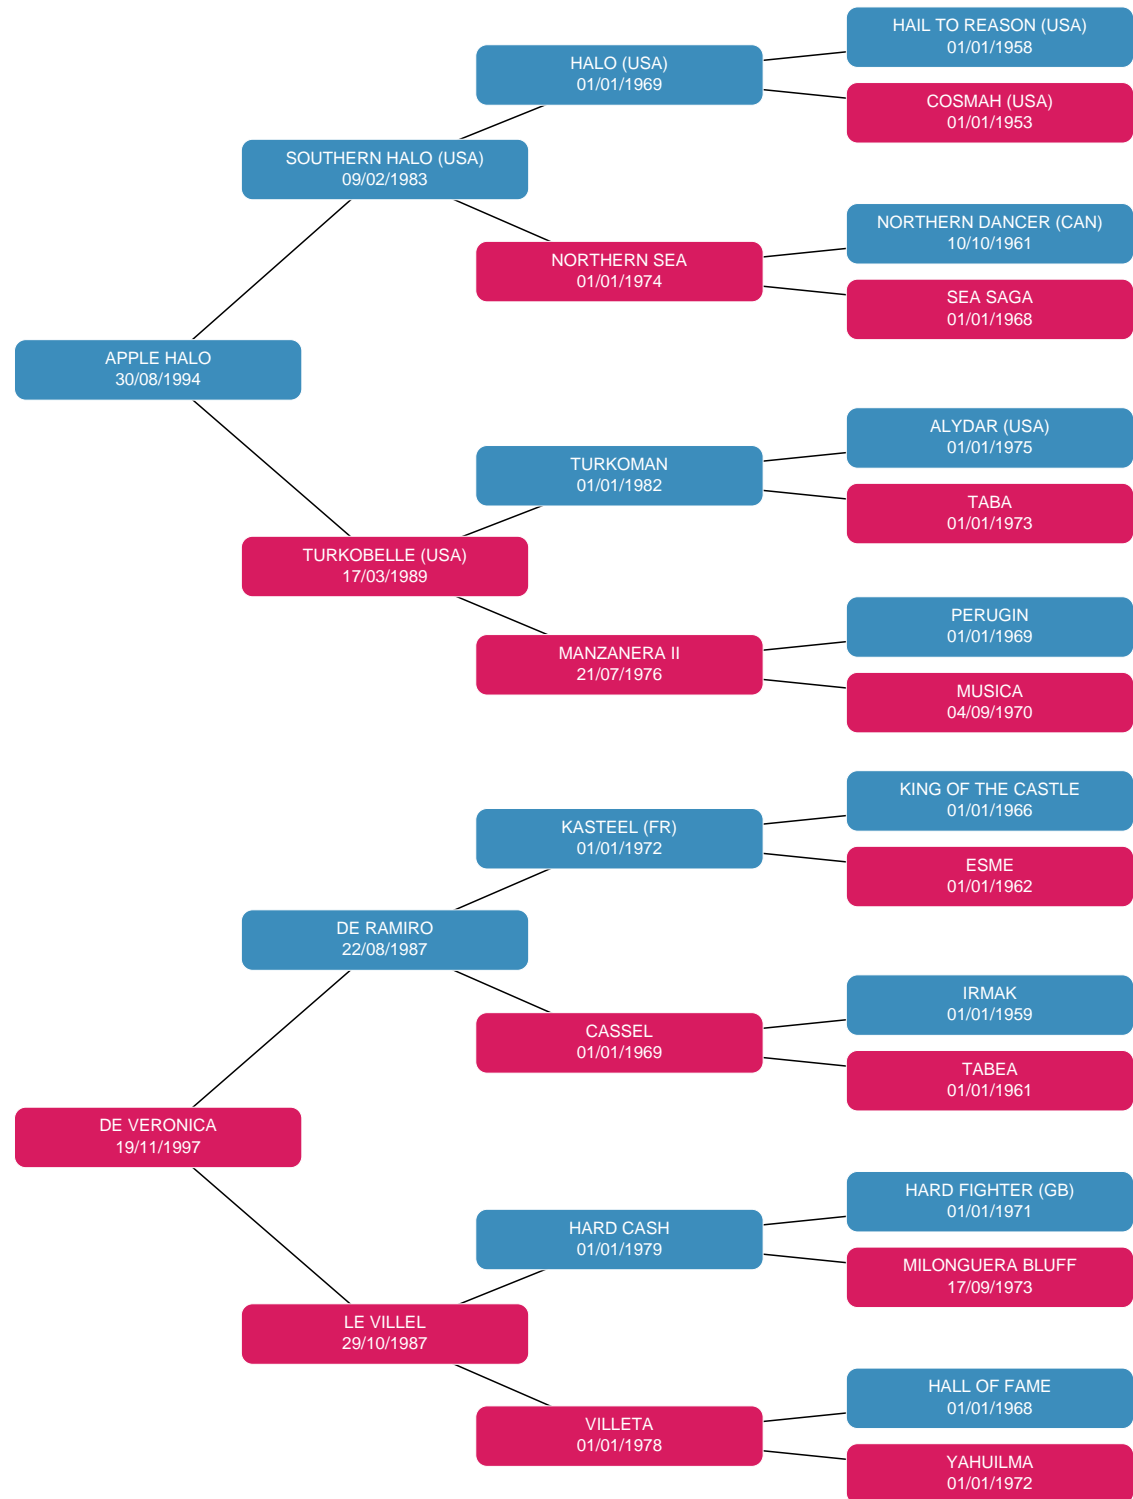 HAIL TO REASON (USA)
01/01/1958
HALO (USA)
01/01/1969
COSMAH (USA)
01/01/1953
SOUTHERN HALO (USA)
09/02/1983
NORTHERN DANCER (CAN)
10/10/1961
NORTHERN SEA
01/01/1974
SEA SAGA
01/01/1968
APPLE HALO
30/08/1994
ALYDAR (USA)
01/01/1975
TURKOMAN
01/01/1982
TABA
01/01/1973
TURKOBELLE (USA)
17/03/1989
PERUGIN
01/01/1969
MANZANERA II
21/07/1976
MUSICA
04/09/1970
KING OF THE CASTLE
01/01/1966
KASTEEL (FR)
01/01/1972
ESME
01/01/1962
DE RAMIRO
22/08/1987
IRMAK
01/01/1959
CASSEL
01/01/1969
TABEA
01/01/1961
DE VERONICA
19/11/1997
HARD FIGHTER (GB)
01/01/1971
HARD CASH
01/01/1979
MILONGUERA BLUFF
17/09/1973
LE VILLEL
29/10/1987
HALL OF FAME
01/01/1968
VILLETA
01/01/1978
YAHUILMA
01/01/1972